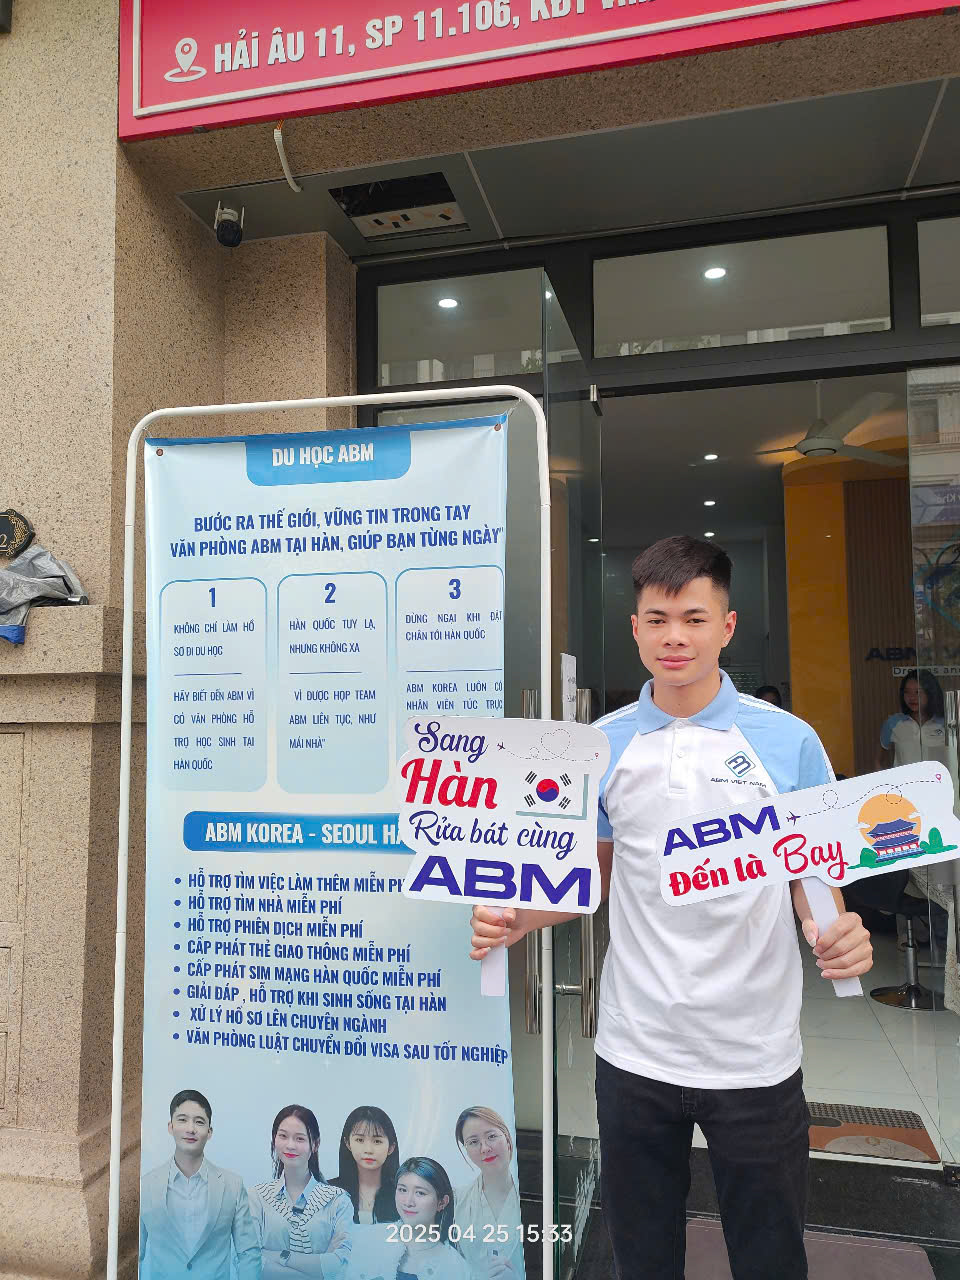 HẢI ÂU 11, SP 11.106, KĐT
DU HỌC ABM
BƯỚC RA THẾ GIỚI, VỮNG TIN TRONG TAY
VĂN PHÒNG ABM TẠI HÀN, GIÚP BẠN TỪNG NGÀY"
1
KHÔNG CHỈ LÀM HỒ
SƠ ĐI DU HỌC
HÃY BIẾT ĐẾN ABM VÌ
CÓ VĂN PHÒNG HỖ
TRỢ HỌC SINH TẠI
HÀN QUỐC
2
HÀN QUỐC TUY LẠ,
NHƯNG KHÔNG XA
VÌ ĐƯỢC HỌP TEAM
ABM LIÊN TỤC, NHƯ
MÁI NHÀ"
3
ĐỪNG NGẠI KHI ĐẶT
CHÂN TỚI HÀN QUỐC
ABM KOREA LUÔN CÓ
NHÂN VIÊN TÚC TRỰC
ABM KOREA - SEOUL
HỖ TRỢ TÌM VIỆC LÀM THÊM MIỄN
HỖ TRỢ TÌM NHÀ MIỄN PHÍ
HỖ TRỢ PHIÊN DỊCH MIỄN PHÍ
CẤP PHÁT THẺ GIAO THÔNG MIỄN PHÍ
CẤP PHÁT SIM MẠNG HÀN QUỐC MIỄN PHÍ
GIẢI ĐÁP , HỖ TRỢ KHI SINH SỐNG TẠI HÀN
XỬ LÝ HỒ SƠ LÊN CHUYÊN NGÀNH
VĂN PHÒNG LUẬT CHUYỂN ĐỔI VISA SAU TỐT NGHIỆP
Sang
Hàn
Rửa bát cùng
ABM
ABM VIET NAM
ABM
Đến là Bay
2025 04 25 15:33